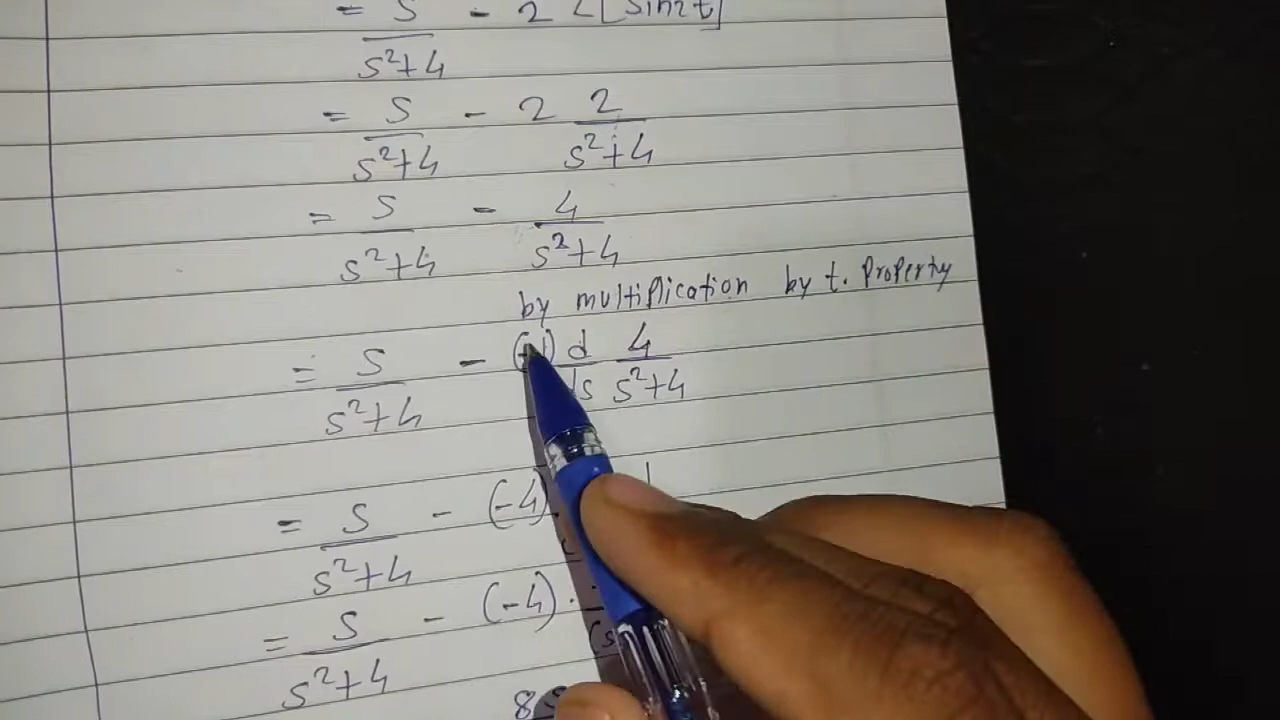 = s/(s²+4) - 2 L[sin2t]
= s/(s²+4) - 2 2/(s²+4)
= s/(s²+4) - 4/(s²+4)
by multiplication by t. Property
= s/(s²+4) - (-1) d/ds 4/(s²+4)
= s/(s²+4) - (-4).
= s/(s²+4) - (-4).
8s